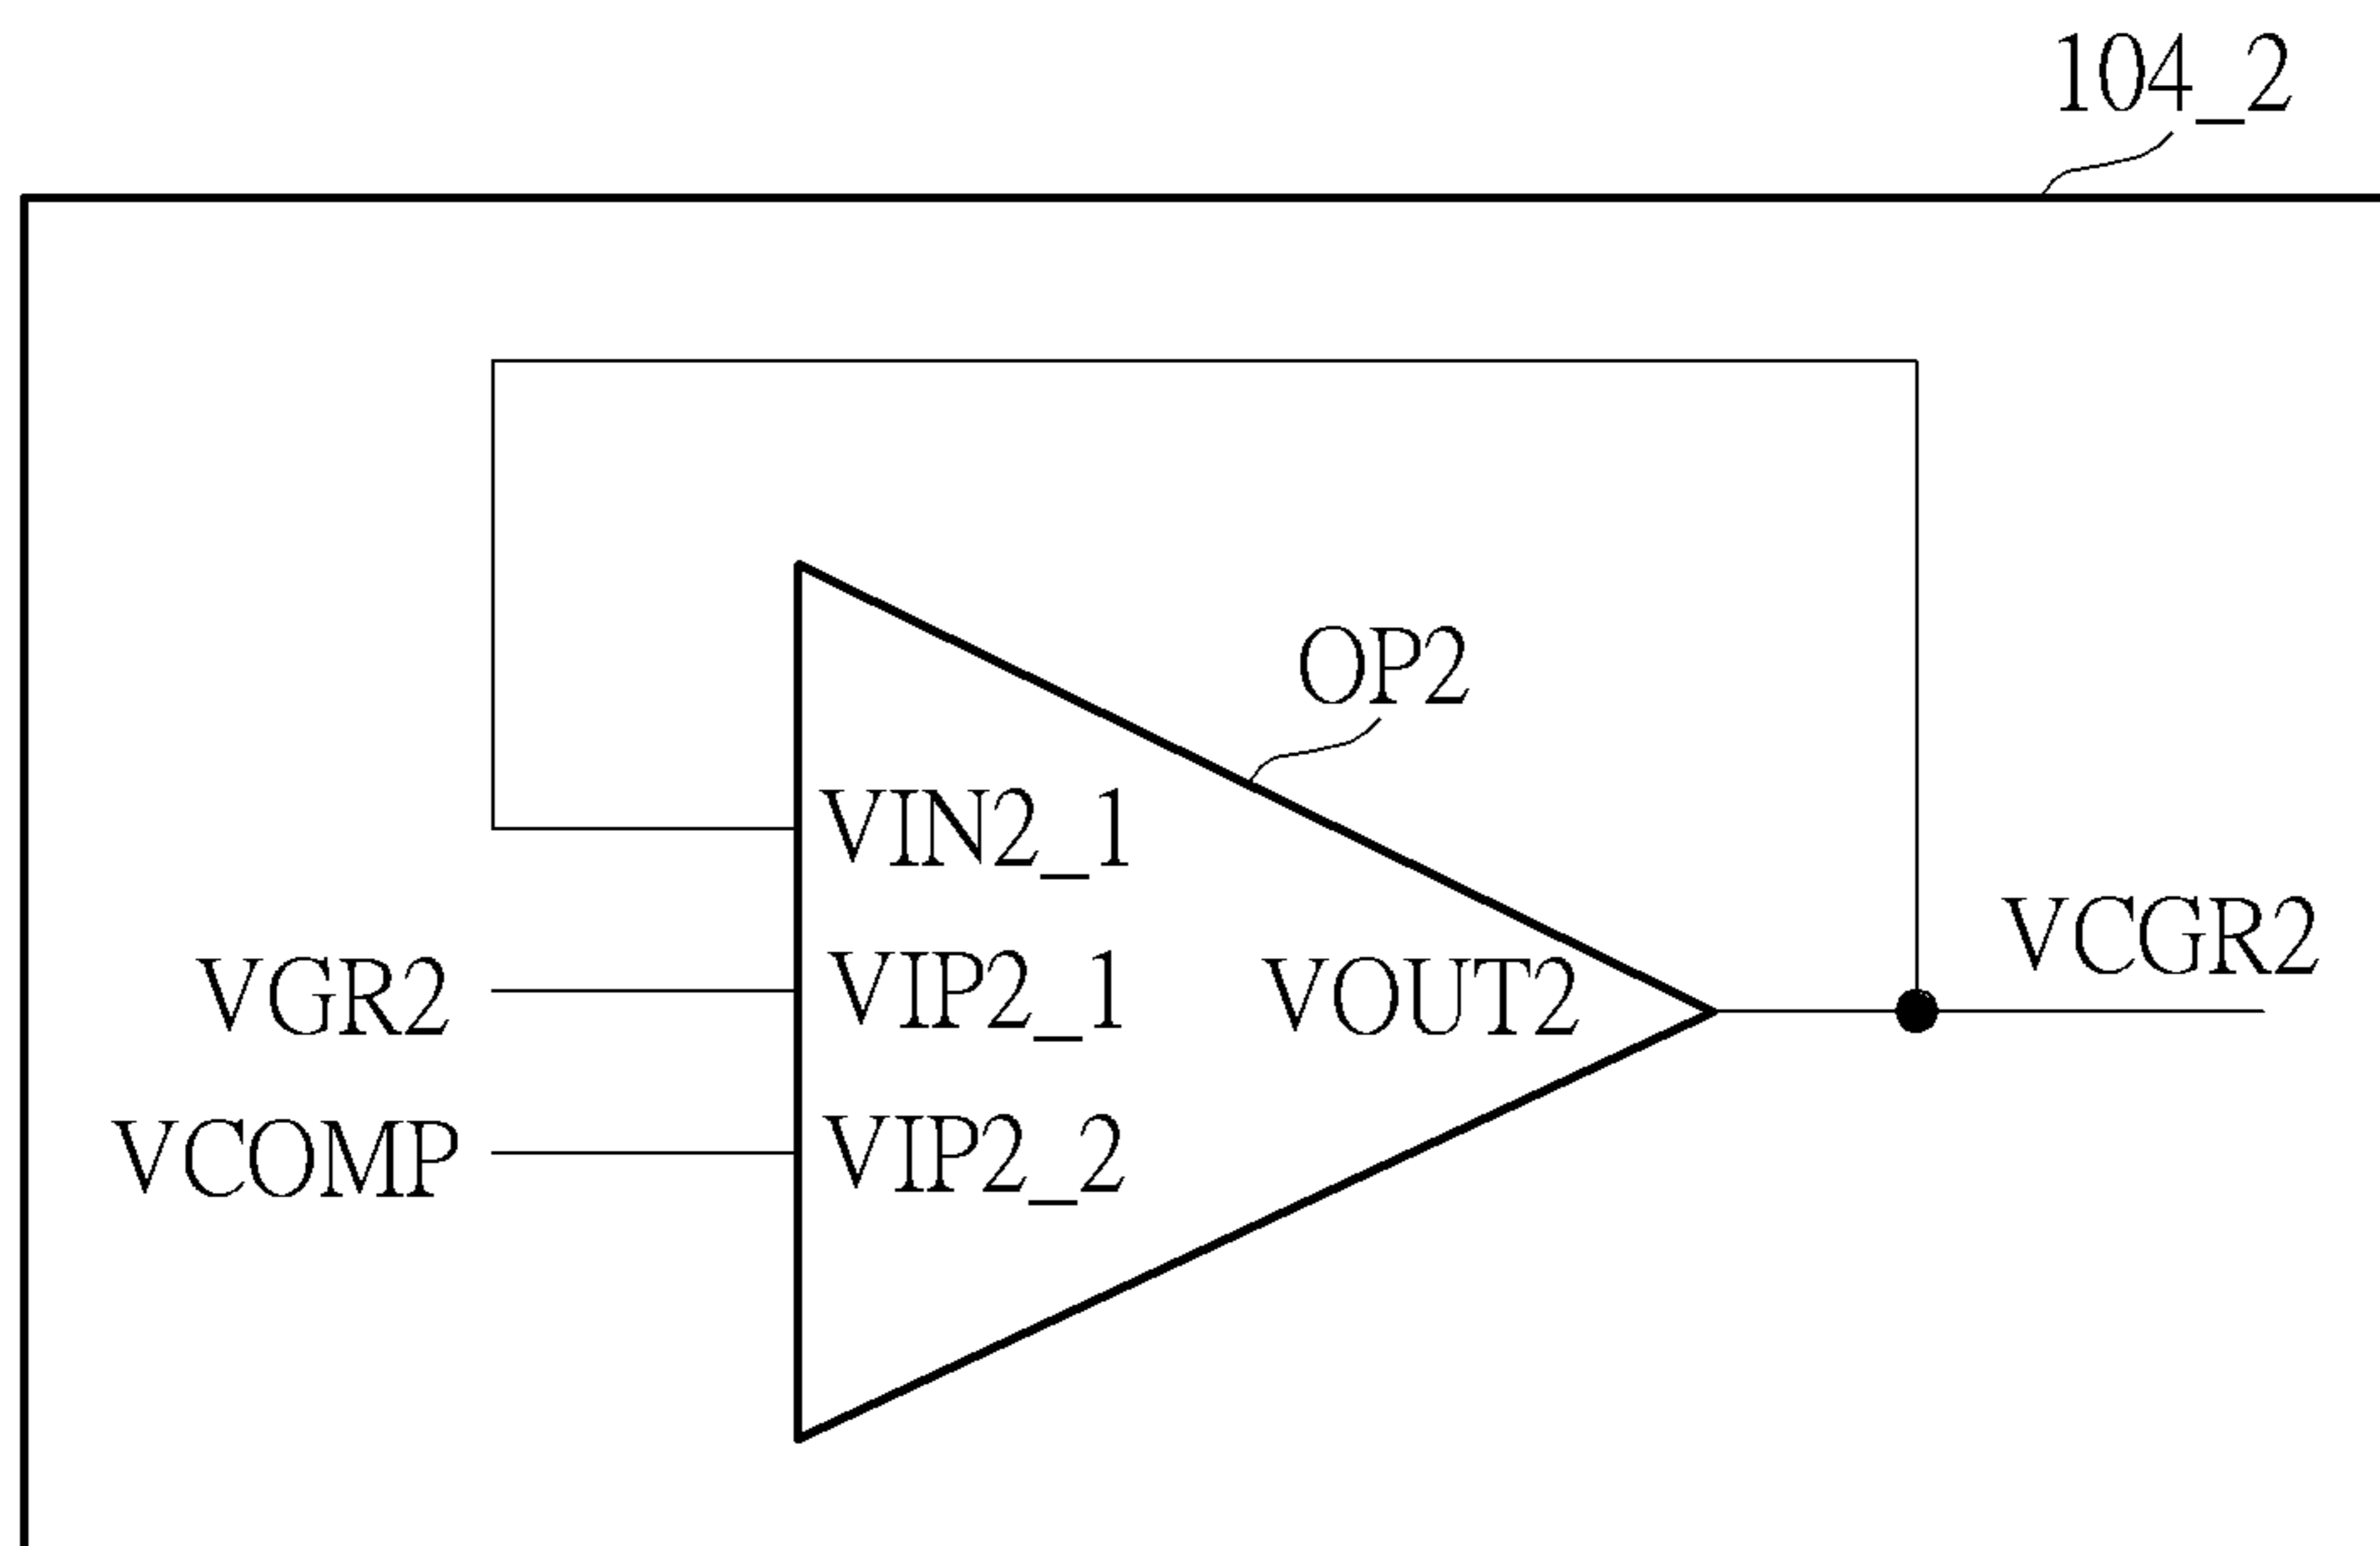 104_2
OP2
VIN2_1
VCGR2
VGR2
VIP2_1
VOUT2
VCOMP
VIP2_2